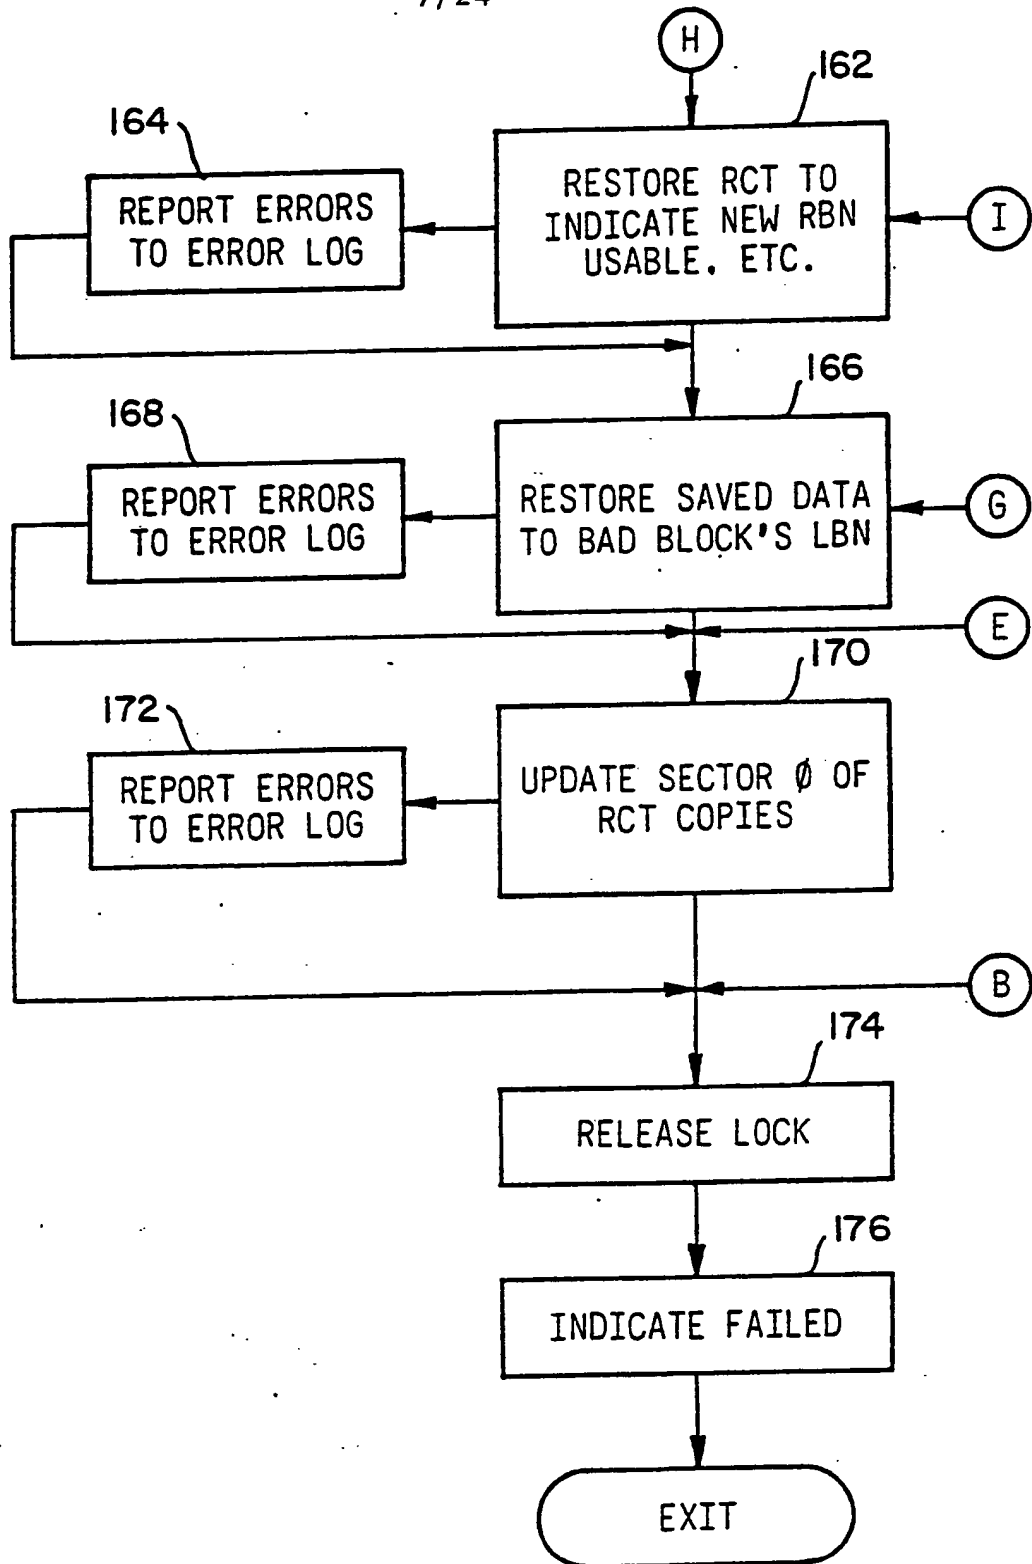 7/24
H
162
164
RESTORE RCT TO
INDICATE NEW RBN
USABLE. ETC.
REPORT ERRORS
TO ERROR LOG
I
166
168
RESTORE SAVED DATA
TO BAD BLOCK'S LBN
REPORT ERRORS
TO ERROR LOG
G
E
170
172
UPDATE SECTOR Ø OF
RCT COPIES
REPORT ERRORS
TO ERROR LOG
B
174
RELEASE LOCK
176
INDICATE FAILED
EXIT